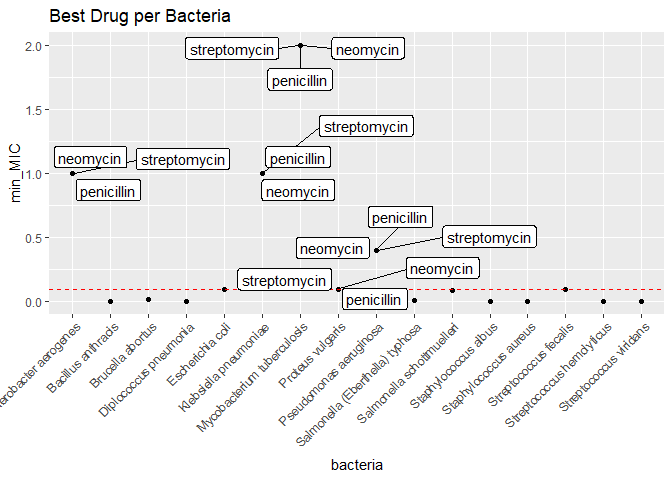 Best Drug per Bacteria
min_MIC
2.0
1.5
1.0
0.5
0.0
streptomycin
neomycin
penicillin
streptomycin
neomycin
streptomycin
penicillin
penicillin
neomycin
penicillin
neomycin
streptomycin
neomycin
streptomycin
penicillin
erobacter aerogenes
Bacillus anthracis
Brucella abortus
Diplococcus pneumonia
Escherichia coli
Klebsiella pneumoniae
Mycobacterium tuberculosis
Proteus vulgaris
Pseudomonas aeruginosa
Salmonella (Eberthella) typhosa
Salmonella schottmuelleri
Staphylococcus albus
Staphylococcus aureus
Streptococcus fecalis
Streptococcus hemolyticus
Streptococcus viridans
bacteria